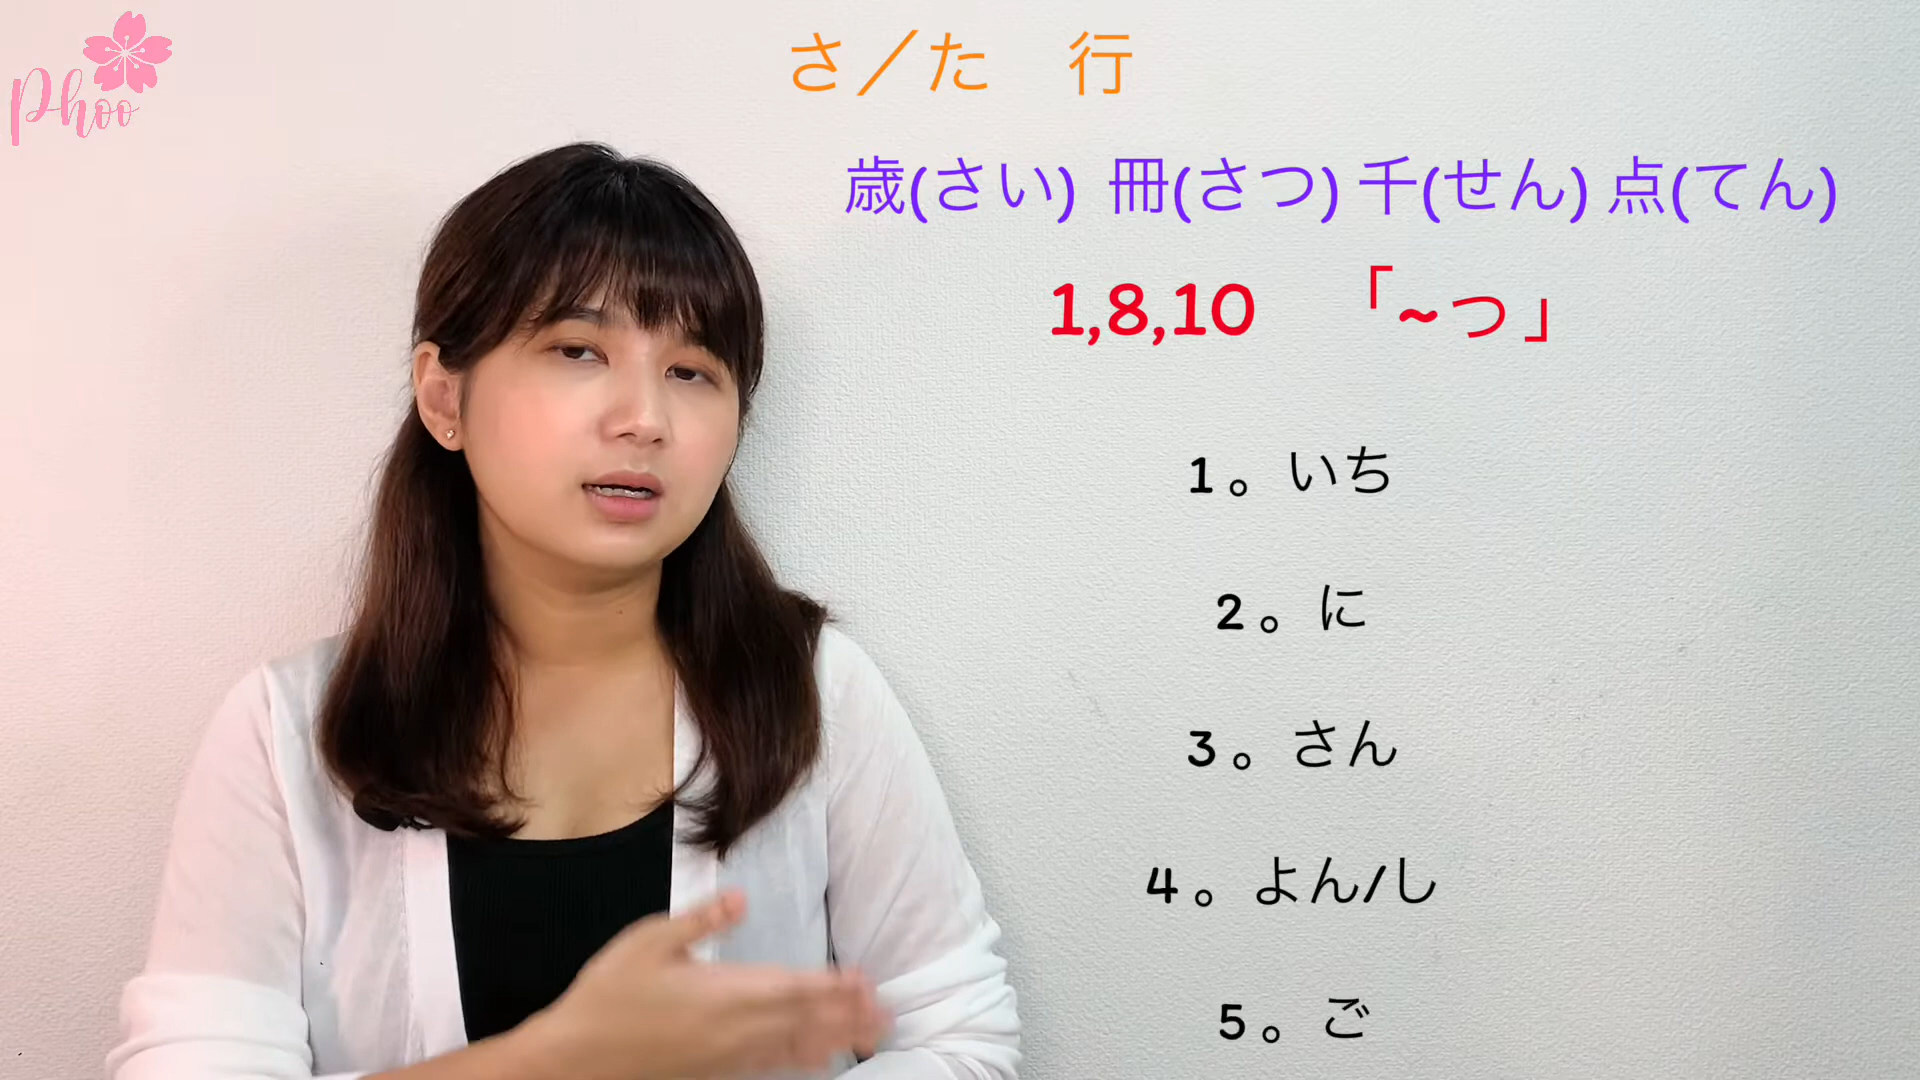 Phoo
さ／た　行
歳(さい) 冊(さつ) 千(せん) 点(てん)
1,8,10　「~っ」
1。いち
2。に
3。さん
4。よん/し
5。ご